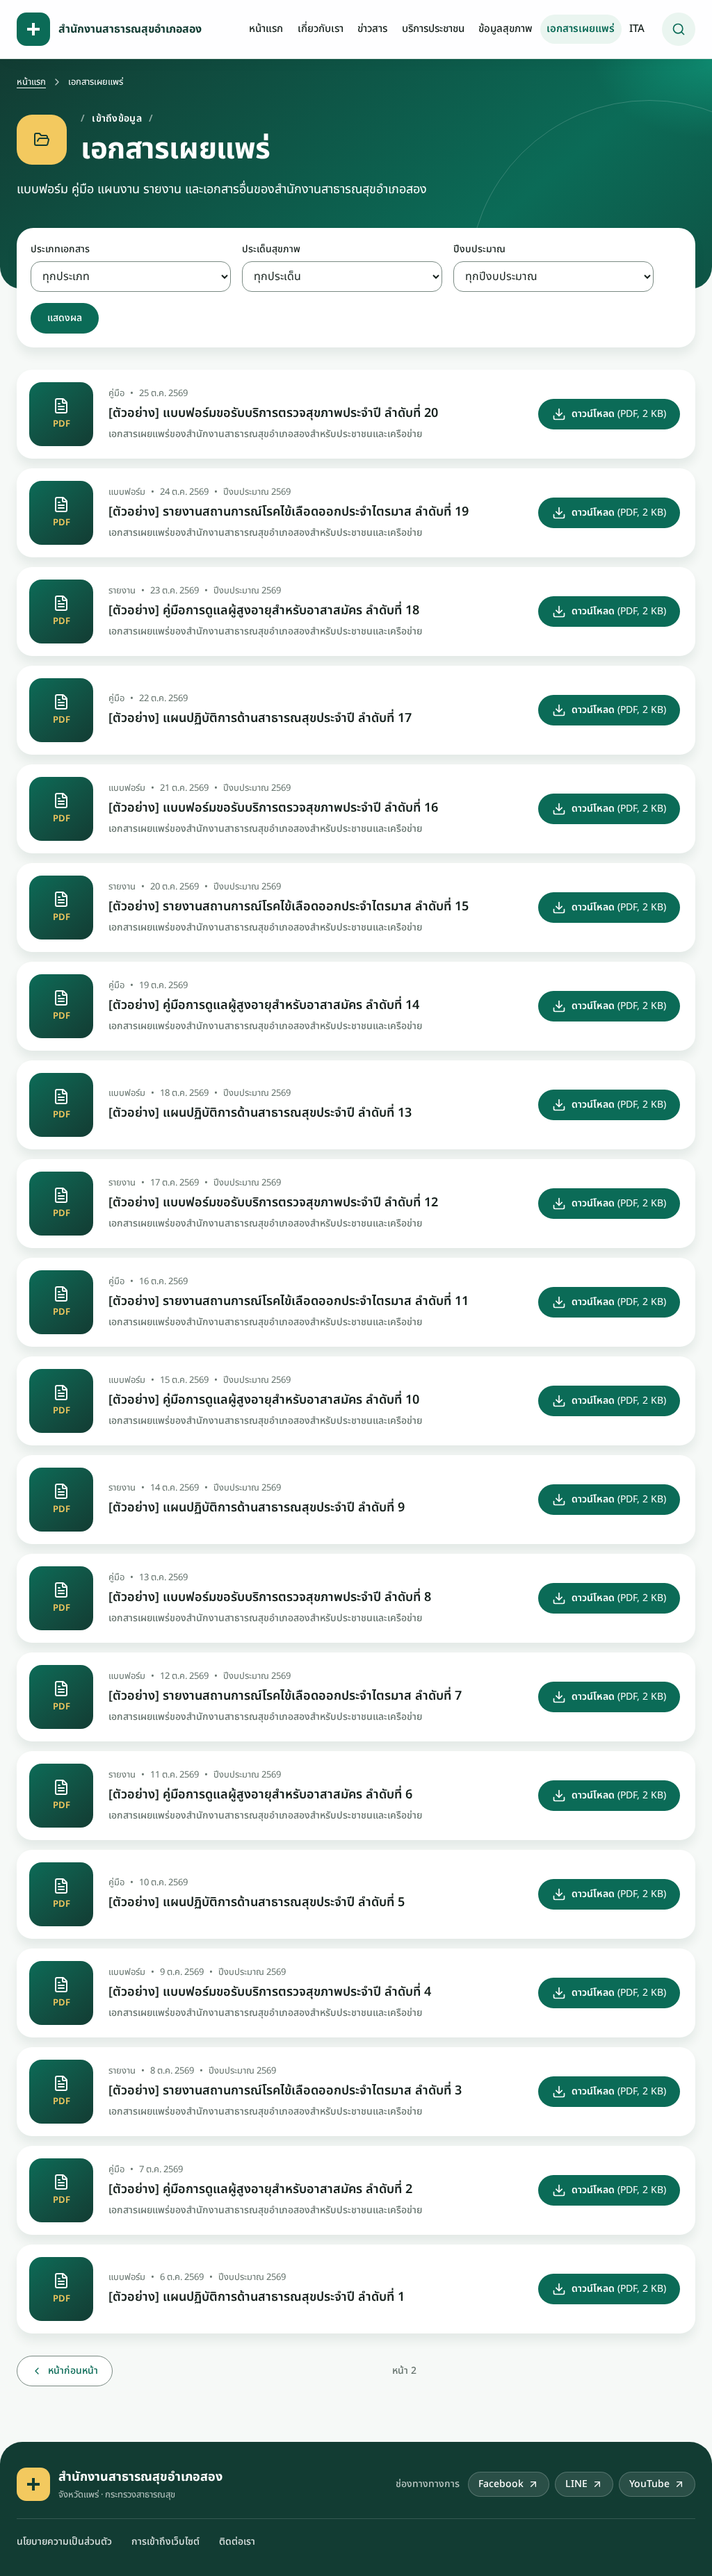 สำนักงานสาธารณสุขอำเภอสอง
หน้าแรก เกี่ยวกับเรา ข่าวสาร บริการประชาชน ข้อมูลสุขภาพ เอกสารเผยแพร่ ITA
หน้าแรก > เอกสารเผยแพร่
/ เข้าถึงข้อมูล /
เอกสารเผยแพร่
แบบฟอร์ม คู่มือ แผนงาน รายงาน และเอกสารอื่นของสำนักงานสาธารณสุขอำเภอสอง
ประเภทเอกสาร ประเด็นสุขภาพ ปีงบประมาณ
ทุกประเภท ทุกประเด็น ทุกปีงบประมาณ
แสดงผล
คู่มือ • 25 ต.ค. 2569
[ตัวอย่าง] แบบฟอร์มขอรับบริการตรวจสุขภาพประจำปี ลำดับที่ 20
เอกสารเผยแพร่ของสำนักงานสาธารณสุขอำเภอสองสำหรับประชาชนและเครือข่าย
PDF
ดาวน์โหลด (PDF, 2 KB)
แบบฟอร์ม • 24 ต.ค. 2569 • ปีงบประมาณ 2569
[ตัวอย่าง] รายงานสถานการณ์โรคไข้เลือดออกประจำไตรมาส ลำดับที่ 19
เอกสารเผยแพร่ของสำนักงานสาธารณสุขอำเภอสองสำหรับประชาชนและเครือข่าย
PDF
ดาวน์โหลด (PDF, 2 KB)
รายงาน • 23 ต.ค. 2569 • ปีงบประมาณ 2569
[ตัวอย่าง] คู่มือการดูแลผู้สูงอายุสำหรับอาสาสมัคร ลำดับที่ 18
เอกสารเผยแพร่ของสำนักงานสาธารณสุขอำเภอสองสำหรับประชาชนและเครือข่าย
PDF
ดาวน์โหลด (PDF, 2 KB)
คู่มือ • 22 ต.ค. 2569
[ตัวอย่าง] แผนปฏิบัติการด้านสาธารณสุขประจำปี ลำดับที่ 17
PDF
ดาวน์โหลด (PDF, 2 KB)
แบบฟอร์ม • 21 ต.ค. 2569 • ปีงบประมาณ 2569
[ตัวอย่าง] แบบฟอร์มขอรับบริการตรวจสุขภาพประจำปี ลำดับที่ 16
เอกสารเผยแพร่ของสำนักงานสาธารณสุขอำเภอสองสำหรับประชาชนและเครือข่าย
PDF
ดาวน์โหลด (PDF, 2 KB)
รายงาน • 20 ต.ค. 2569 • ปีงบประมาณ 2569
[ตัวอย่าง] รายงานสถานการณ์โรคไข้เลือดออกประจำไตรมาส ลำดับที่ 15
เอกสารเผยแพร่ของสำนักงานสาธารณสุขอำเภอสองสำหรับประชาชนและเครือข่าย
PDF
ดาวน์โหลด (PDF, 2 KB)
คู่มือ • 19 ต.ค. 2569
[ตัวอย่าง] คู่มือการดูแลผู้สูงอายุสำหรับอาสาสมัคร ลำดับที่ 14
เอกสารเผยแพร่ของสำนักงานสาธารณสุขอำเภอสองสำหรับประชาชนและเครือข่าย
PDF
ดาวน์โหลด (PDF, 2 KB)
แบบฟอร์ม • 18 ต.ค. 2569 • ปีงบประมาณ 2569
[ตัวอย่าง] แผนปฏิบัติการด้านสาธารณสุขประจำปี ลำดับที่ 13
PDF
ดาวน์โหลด (PDF, 2 KB)
รายงาน • 17 ต.ค. 2569 • ปีงบประมาณ 2569
[ตัวอย่าง] แบบฟอร์มขอรับบริการตรวจสุขภาพประจำปี ลำดับที่ 12
เอกสารเผยแพร่ของสำนักงานสาธารณสุขอำเภอสองสำหรับประชาชนและเครือข่าย
PDF
ดาวน์โหลด (PDF, 2 KB)
คู่มือ • 16 ต.ค. 2569
[ตัวอย่าง] รายงานสถานการณ์โรคไข้เลือดออกประจำไตรมาส ลำดับที่ 11
เอกสารเผยแพร่ของสำนักงานสาธารณสุขอำเภอสองสำหรับประชาชนและเครือข่าย
PDF
ดาวน์โหลด (PDF, 2 KB)
แบบฟอร์ม • 15 ต.ค. 2569 • ปีงบประมาณ 2569
[ตัวอย่าง] คู่มือการดูแลผู้สูงอายุสำหรับอาสาสมัคร ลำดับที่ 10
เอกสารเผยแพร่ของสำนักงานสาธารณสุขอำเภอสองสำหรับประชาชนและเครือข่าย
PDF
ดาวน์โหลด (PDF, 2 KB)
รายงาน • 14 ต.ค. 2569 • ปีงบประมาณ 2569
[ตัวอย่าง] แผนปฏิบัติการด้านสาธารณสุขประจำปี ลำดับที่ 9
PDF
ดาวน์โหลด (PDF, 2 KB)
คู่มือ • 13 ต.ค. 2569
[ตัวอย่าง] แบบฟอร์มขอรับบริการตรวจสุขภาพประจำปี ลำดับที่ 8
เอกสารเผยแพร่ของสำนักงานสาธารณสุขอำเภอสองสำหรับประชาชนและเครือข่าย
PDF
ดาวน์โหลด (PDF, 2 KB)
แบบฟอร์ม • 12 ต.ค. 2569 • ปีงบประมาณ 2569
[ตัวอย่าง] รายงานสถานการณ์โรคไข้เลือดออกประจำไตรมาส ลำดับที่ 7
เอกสารเผยแพร่ของสำนักงานสาธารณสุขอำเภอสองสำหรับประชาชนและเครือข่าย
PDF
ดาวน์โหลด (PDF, 2 KB)
รายงาน • 11 ต.ค. 2569 • ปีงบประมาณ 2569
[ตัวอย่าง] คู่มือการดูแลผู้สูงอายุสำหรับอาสาสมัคร ลำดับที่ 6
เอกสารเผยแพร่ของสำนักงานสาธารณสุขอำเภอสองสำหรับประชาชนและเครือข่าย
PDF
ดาวน์โหลด (PDF, 2 KB)
คู่มือ • 10 ต.ค. 2569
[ตัวอย่าง] แผนปฏิบัติการด้านสาธารณสุขประจำปี ลำดับที่ 5
PDF
ดาวน์โหลด (PDF, 2 KB)
แบบฟอร์ม • 9 ต.ค. 2569 • ปีงบประมาณ 2569
[ตัวอย่าง] แบบฟอร์มขอรับบริการตรวจสุขภาพประจำปี ลำดับที่ 4
เอกสารเผยแพร่ของสำนักงานสาธารณสุขอำเภอสองสำหรับประชาชนและเครือข่าย
PDF
ดาวน์โหลด (PDF, 2 KB)
รายงาน • 8 ต.ค. 2569 • ปีงบประมาณ 2569
[ตัวอย่าง] รายงานสถานการณ์โรคไข้เลือดออกประจำไตรมาส ลำดับที่ 3
เอกสารเผยแพร่ของสำนักงานสาธารณสุขอำเภอสองสำหรับประชาชนและเครือข่าย
PDF
ดาวน์โหลด (PDF, 2 KB)
คู่มือ • 7 ต.ค. 2569
[ตัวอย่าง] คู่มือการดูแลผู้สูงอายุสำหรับอาสาสมัคร ลำดับที่ 2
เอกสารเผยแพร่ของสำนักงานสาธารณสุขอำเภอสองสำหรับประชาชนและเครือข่าย
PDF
ดาวน์โหลด (PDF, 2 KB)
แบบฟอร์ม • 6 ต.ค. 2569 • ปีงบประมาณ 2569
[ตัวอย่าง] แผนปฏิบัติการด้านสาธารณสุขประจำปี ลำดับที่ 1
PDF
ดาวน์โหลด (PDF, 2 KB)
หน้าก่อนหน้า หน้า 2
สำนักงานสาธารณสุขอำเภอสอง
จังหวัดแพร่ · กระทรวงสาธารณสุข
ช่องทางทางการ Facebook LINE YouTube
นโยบายความเป็นส่วนตัว การเข้าถึงเว็บไซต์ ติดต่อเรา